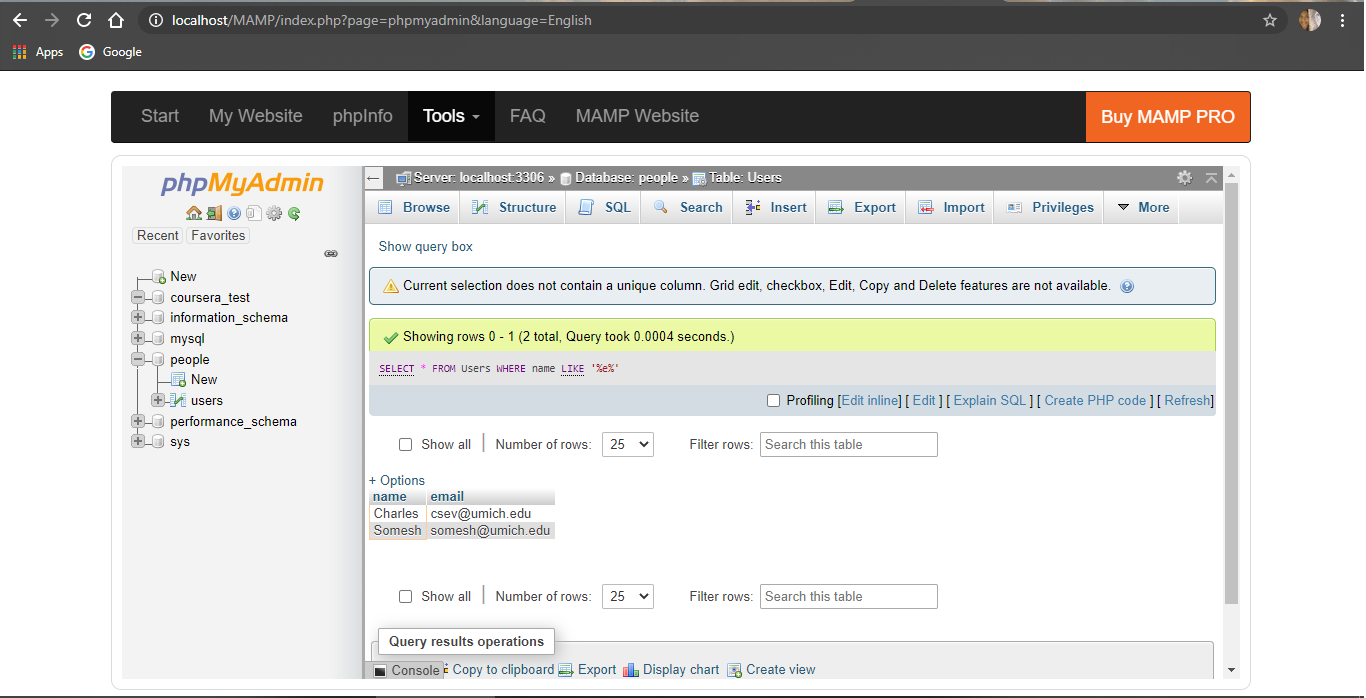 localhost/MAMP/index.php?page=phpmyadmin&language=English
Apps Google
Start My Website phpInfo Tools FAQ MAMP Website Buy MAMP PRO
phpMyAdmin
Recent Favorites
New
coursera_test
information_schema
mysql
people
New
users
performance_schema
sys
Server: localhost:3306 » Database: people » Table: Users
Browse Structure SQL Search Insert Export Import Privileges More
Show query box
Current selection does not contain a unique column. Grid edit, checkbox, Edit, Copy and Delete features are not available.
Showing rows 0 - 1 (2 total, Query took 0.0004 seconds.)
SELECT * FROM Users WHERE name LIKE '%e%'
Profiling [Edit inline] [ Edit ] [ Explain SQL ] [ Create PHP code ] [ Refresh]
Show all Number of rows: 25 Filter rows: Search this table
+ Options
name email
Charles csev@umich.edu
Somesh somesh@umich.edu
Show all Number of rows: 25 Filter rows: Search this table
Query results operations
Console Copy to clipboard Export Display chart Create view